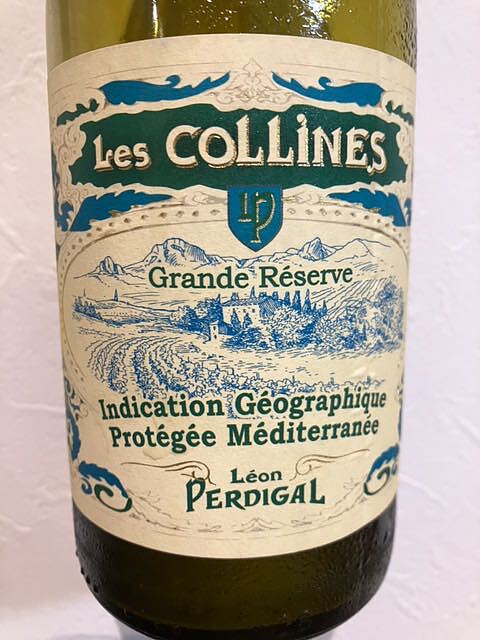 Les COLLINES
LP
Grande Réserve
Indication Géographique
Protégée Méditerranée
Léon
PERDIGAL